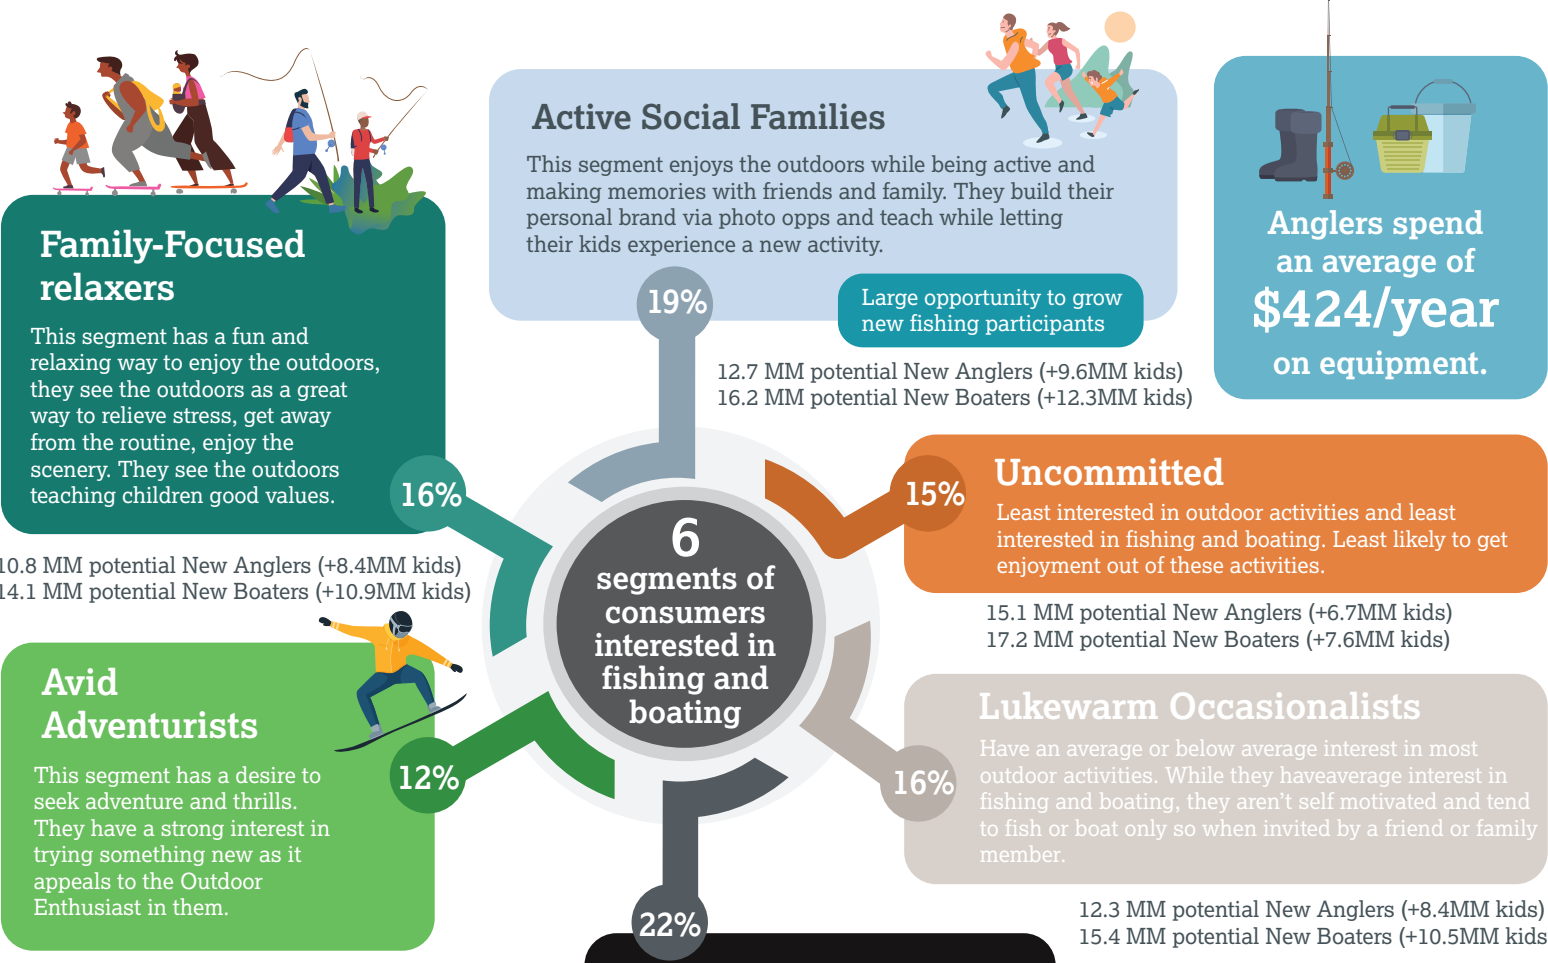 Active Social Families
This segment enjoys the outdoors while being active and
making memories with friends and family. They build their
personal brand via photo opps and teach while letting
their kids experience a new activity.
19%
Large opportunity to grow
new fishing participants
12.7 MM potential New Anglers (+9.6MM kids)
16.2 MM potential New Boaters (+12.3MM kids)
Anglers spend
an average of
$424/year
on equipment.
Family-Focused
relaxers
This segment has a fun and
relaxing way to enjoy the outdoors,
they see the outdoors as a great
way to relieve stress, get away
from the routine, enjoy the
scenery. They see the outdoors
teaching children good values.
16%
10.8 MM potential New Anglers (+8.4MM kids)
14.1 MM potential New Boaters (+10.9MM kids)
6
segments of
consumers
interested in
fishing and
boating
15%
Uncommitted
Least interested in outdoor activities and least
interested in fishing and boating. Least likely to get
enjoyment out of these activities.
15.1 MM potential New Anglers (+6.7MM kids)
17.2 MM potential New Boaters (+7.6MM kids)
Avid
Adventurists
This segment has a desire to
seek adventure and thrills.
They have a strong interest in
trying something new as it
appeals to the Outdoor
Enthusiast in them.
12%
16%
Lukewarm Occasionalists
Have an average or below average interest in most
outdoor activities. While they haveaverage interest in
fishing and boating, they aren't self motivated and tend
to fish or boat only so when invited by a friend or family
member.
12.3 MM potential New Anglers (+8.4MM kids)
15.4 MM potential New Boaters (+10.5MM kids
22%